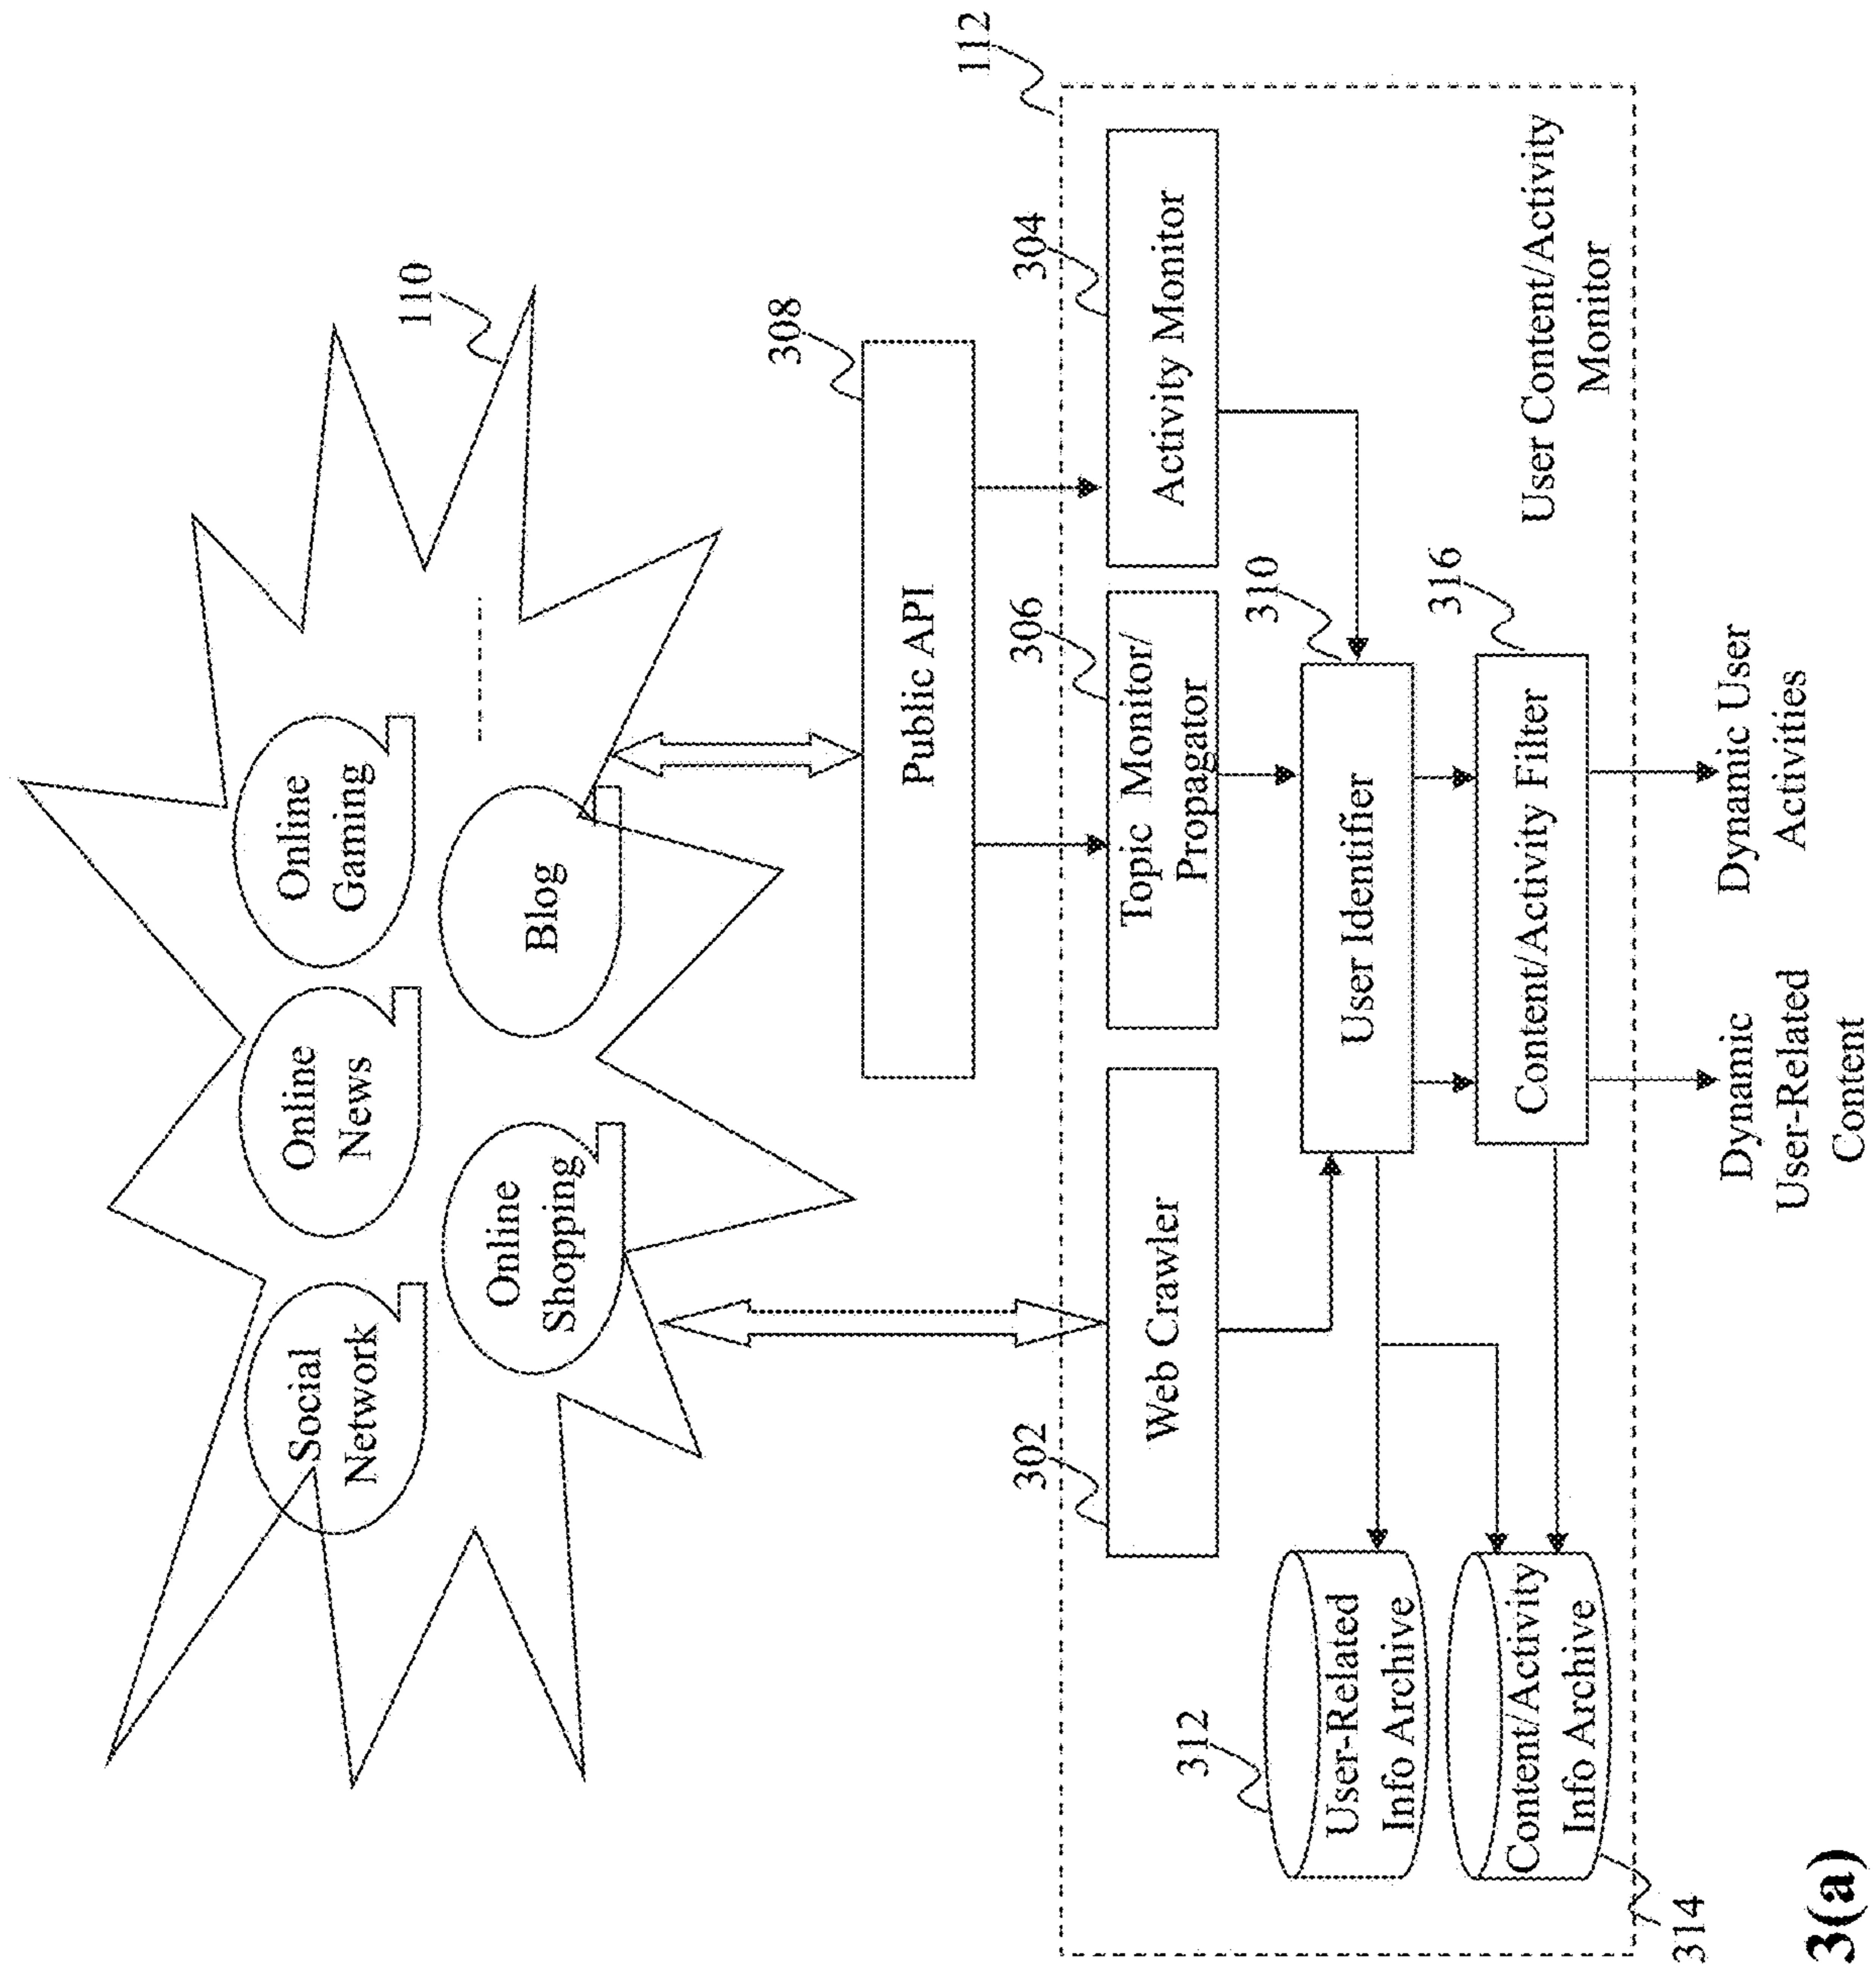 110
Online
Gaming
Online
News
Social
Network
Blog
Online
Shopping
308
Public API
112
302
Web Crawler
306
Topic Monitor/
Propagator
304
Activity Monitor
310
User Identifier
312
User-Related
Info Archive
316
Content/Activity Filter
Content/Activity
Info Archive
314
User Content/Activity
Monitor
Dynamic
User-Related
Content
Dynamic User
Activities
3(a)